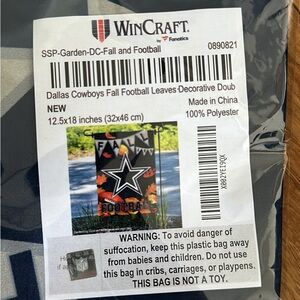 WINCRAFT.
by Fanatics
SSP-Garden-DC-Fall and Football 0890821
Dallas Cowboys Fall Football Leaves Decorative Doub
NEW Made in China
12.5x18 inches (32x46 cm) 100% Polyester
FALL
FOOTBAL
X002YET5QX
WARNING: To avoid danger of
suffocation, keep this plastic bag away
from babies and children. Do not use
this bag in cribs, carriages, or playpens.
THIS BAG IS NOT A TOY.